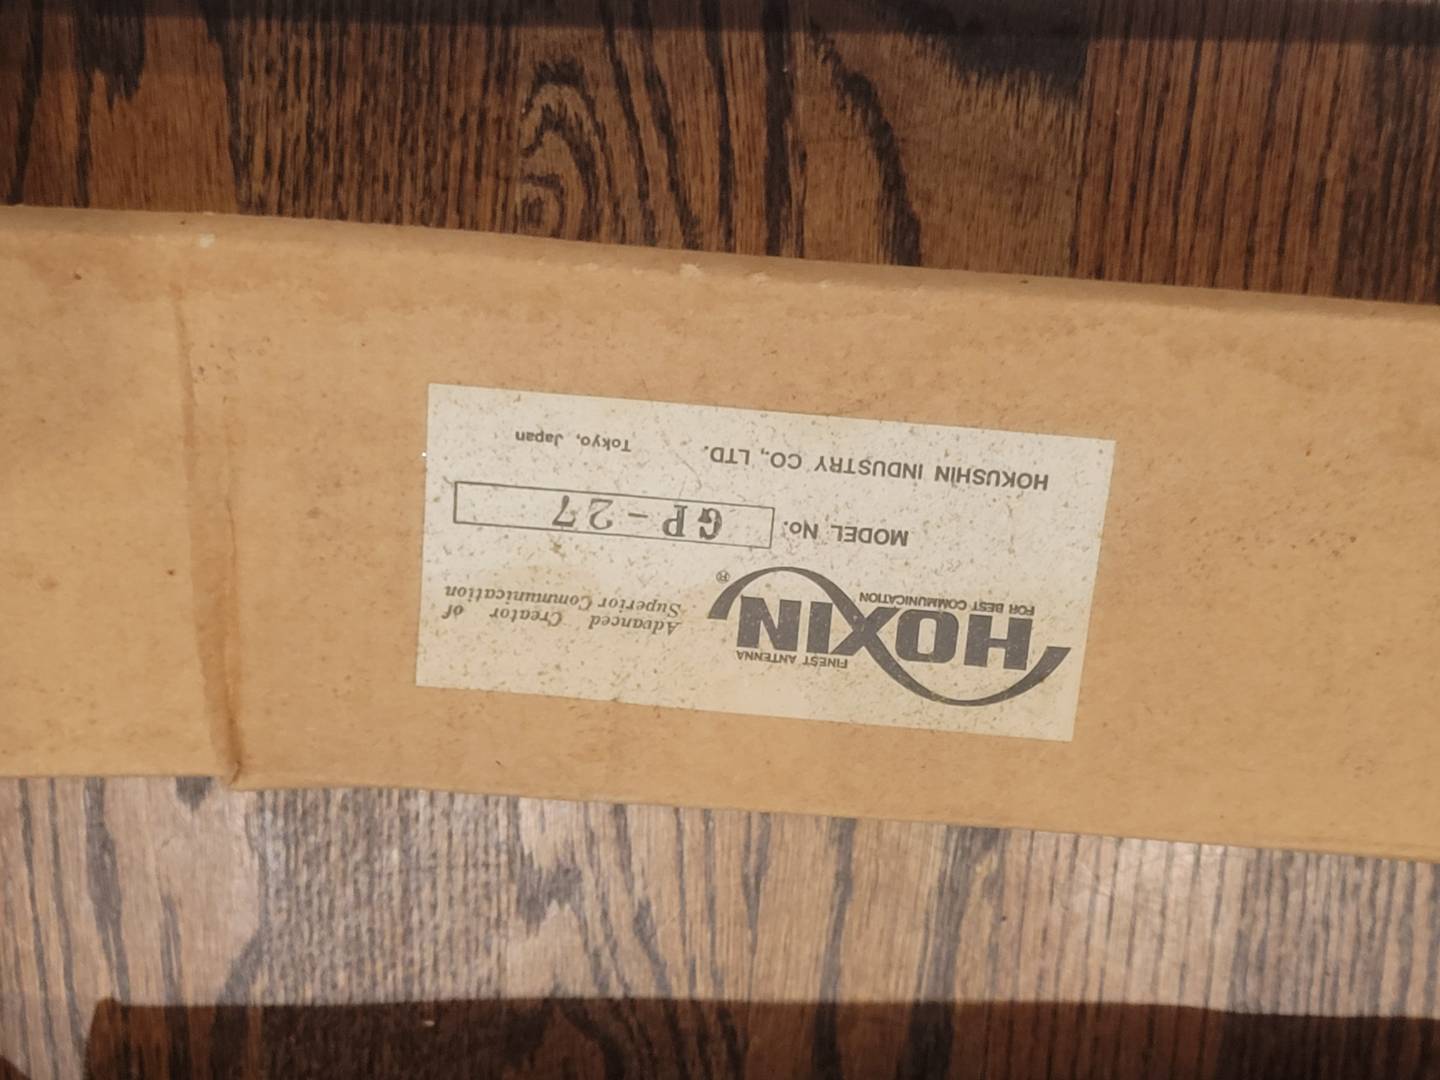 FINEST ANTENNA
HOXIN®
FOR BEST COMMUNICATION
Advanced Creator of
Superior Communication
MODEL No. GP-27
HOKUSHIN INDUSTRY CO., LTD. Tokyo, Japan